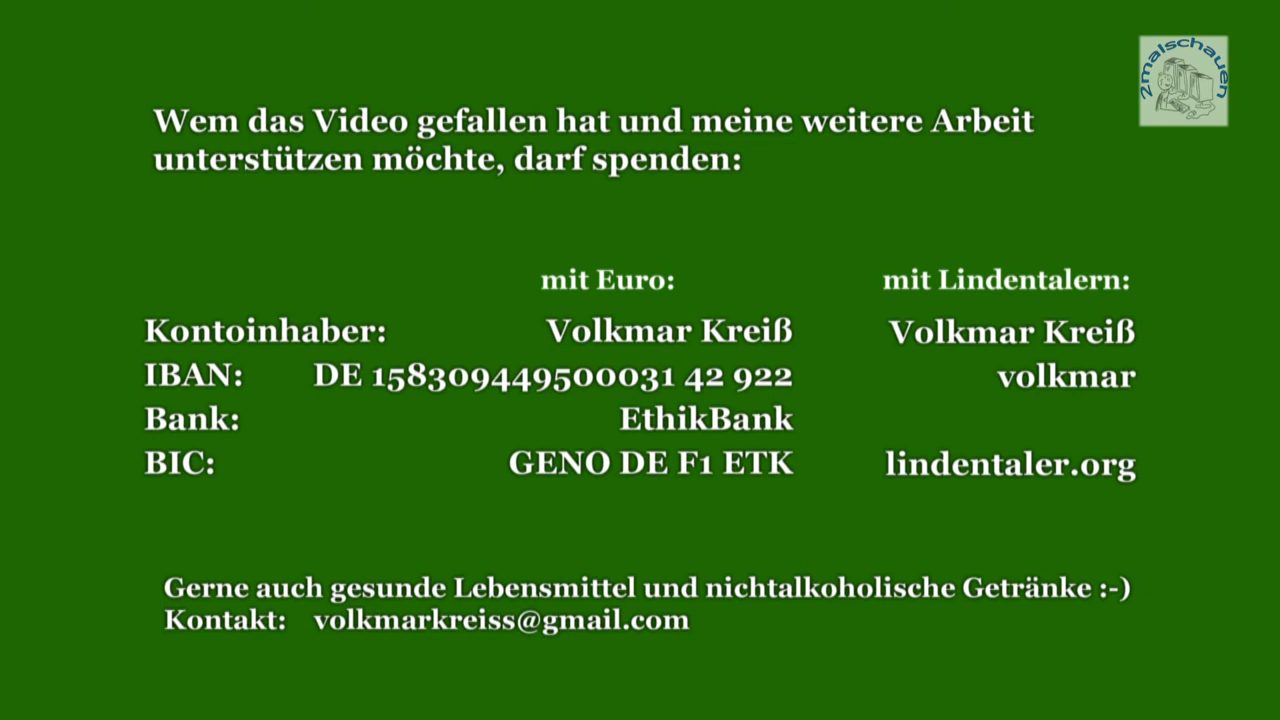 2malschauen
Wem das Video gefallen hat und meine weitere Arbeit
unterstützen möchte, darf spenden:
mit Euro: mit Lindentalern:
Kontoinhaber: Volkmar Kreiß Volkmar Kreiß
IBAN: DE 158309449500031 42 922 volkmar
Bank: EthikBank
BIC: GENO DE F1 ETK lindentaler.org
Gerne auch gesunde Lebensmittel und nichtalkoholische Getränke :-)
Kontakt: volkmarkreiss@gmail.com